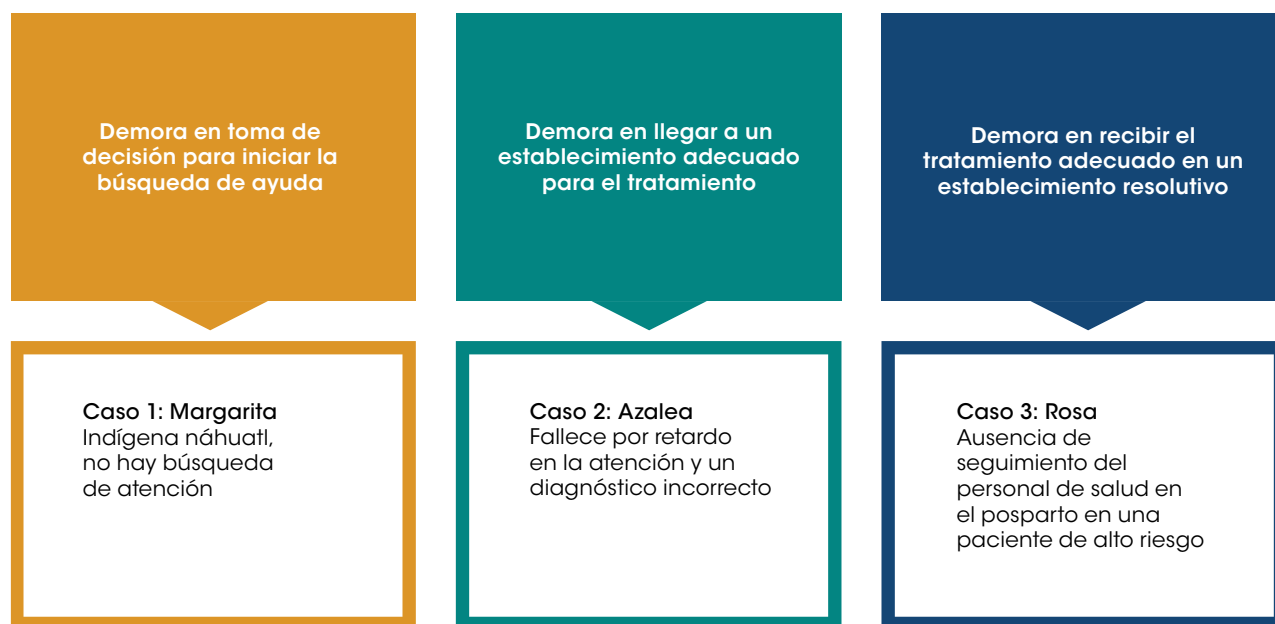 Demora en toma de
decisión para iniciar la
búsqueda de ayuda
Demora en llegar a un
establecimiento adecuado
para el tratamiento
Demora en recibir el
tratamiento adecuado en un
establecimiento resolutivo
Caso 1: Margarita
Indígena náhuatl,
no hay búsqueda
de atención
Caso 2: Azalea
Fallece por retardo
en la atención y un
diagnóstico incorrecto
Caso 3: Rosa
Ausencia de
seguimiento del
personal de salud en
el posparto en una
paciente de alto riesgo